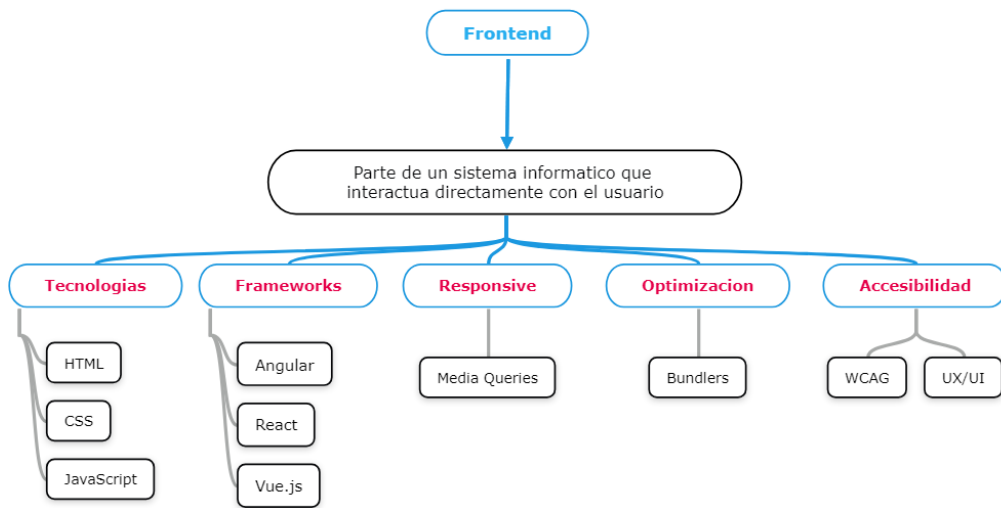 Frontend
Parte de un sistema informatico que
interactua directamente con el usuario
Tecnologias
Frameworks
Responsive
Optimizacion
Accesibilidad
HTML
CSS
JavaScript
Angular
React
Vue.js
Media Queries
Bundlers
WCAG
UX/UI